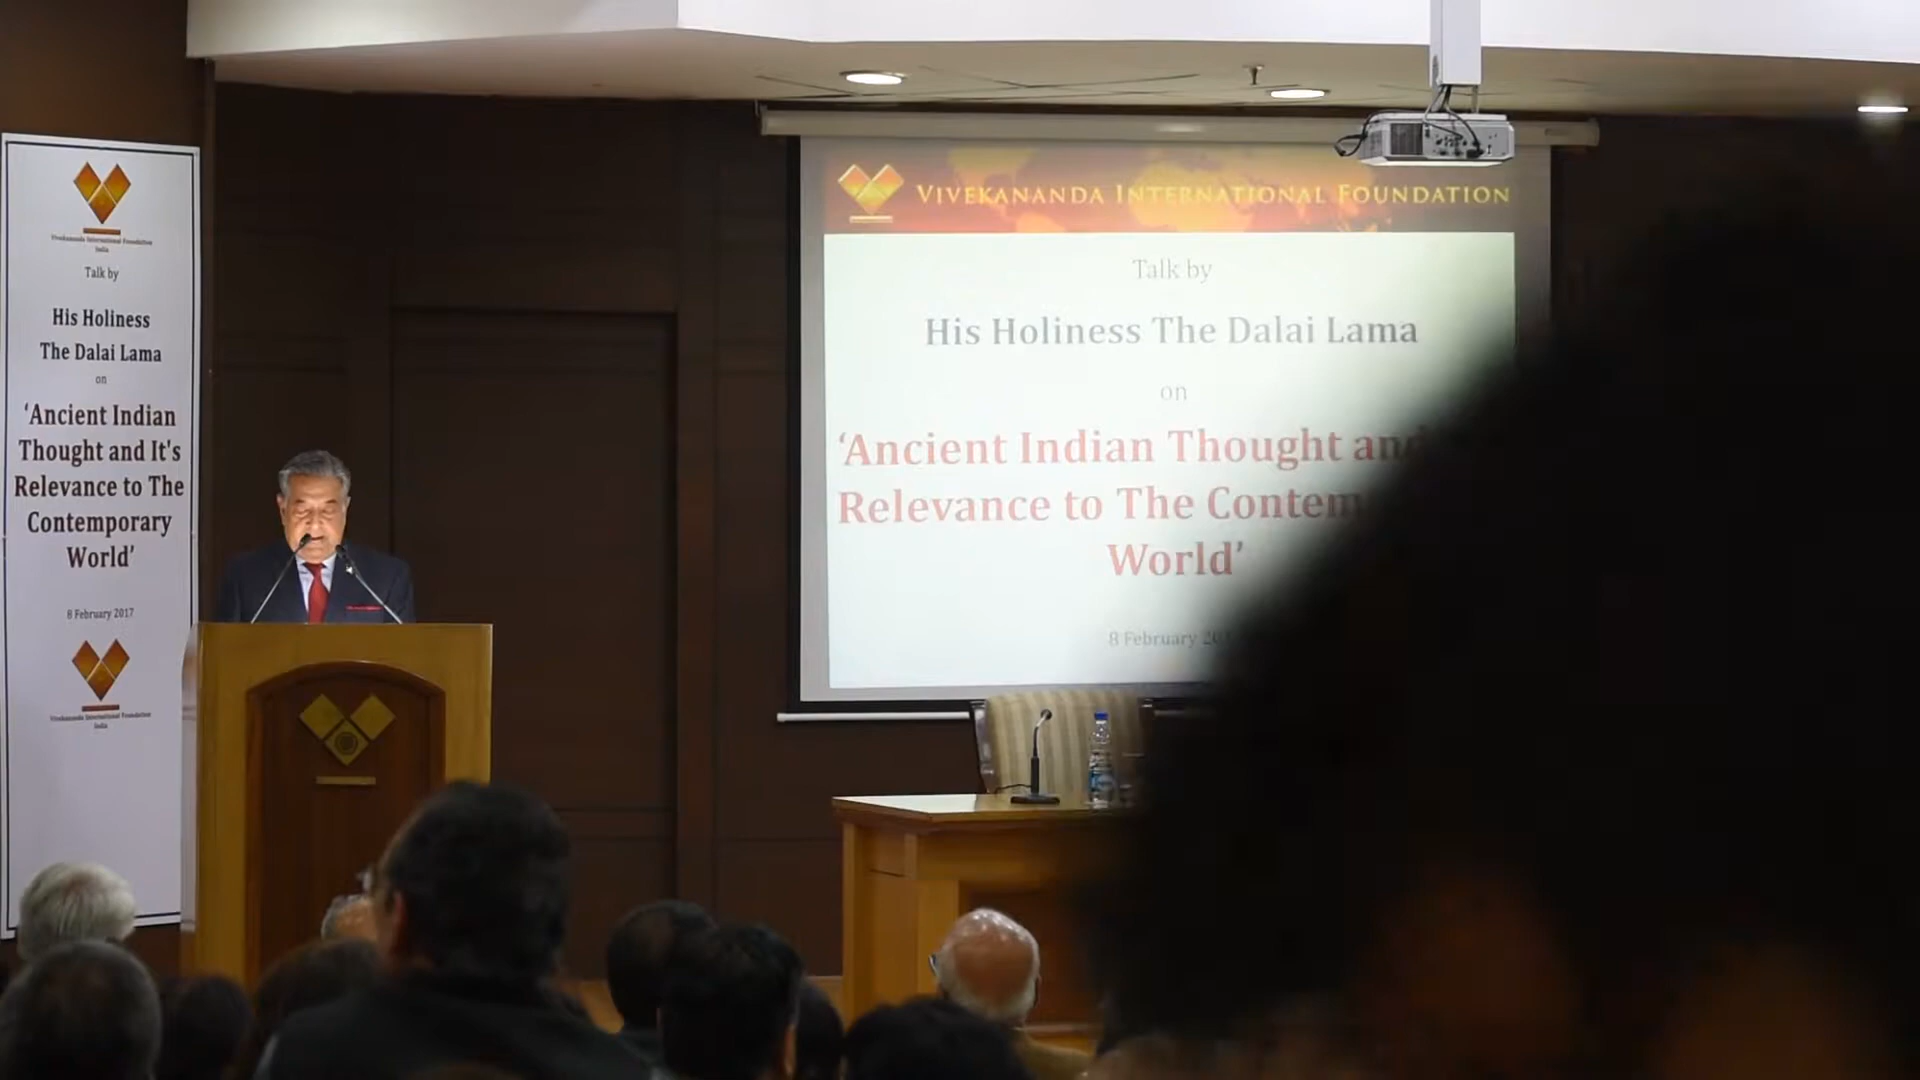 Vivekananda International Foundation
India
Talk by
His Holiness
The Dalai Lama
on
‘Ancient Indian
Thought and It's
Relevance to The
Contemporary
World’
8 February 2017
Vivekananda International Foundation
India
VIVEKANANDA INTERNATIONAL FOUNDATION
Talk by
His Holiness The Dalai Lama
on
‘Ancient Indian Thought and
Relevance to The Contem
World’
8 February 20